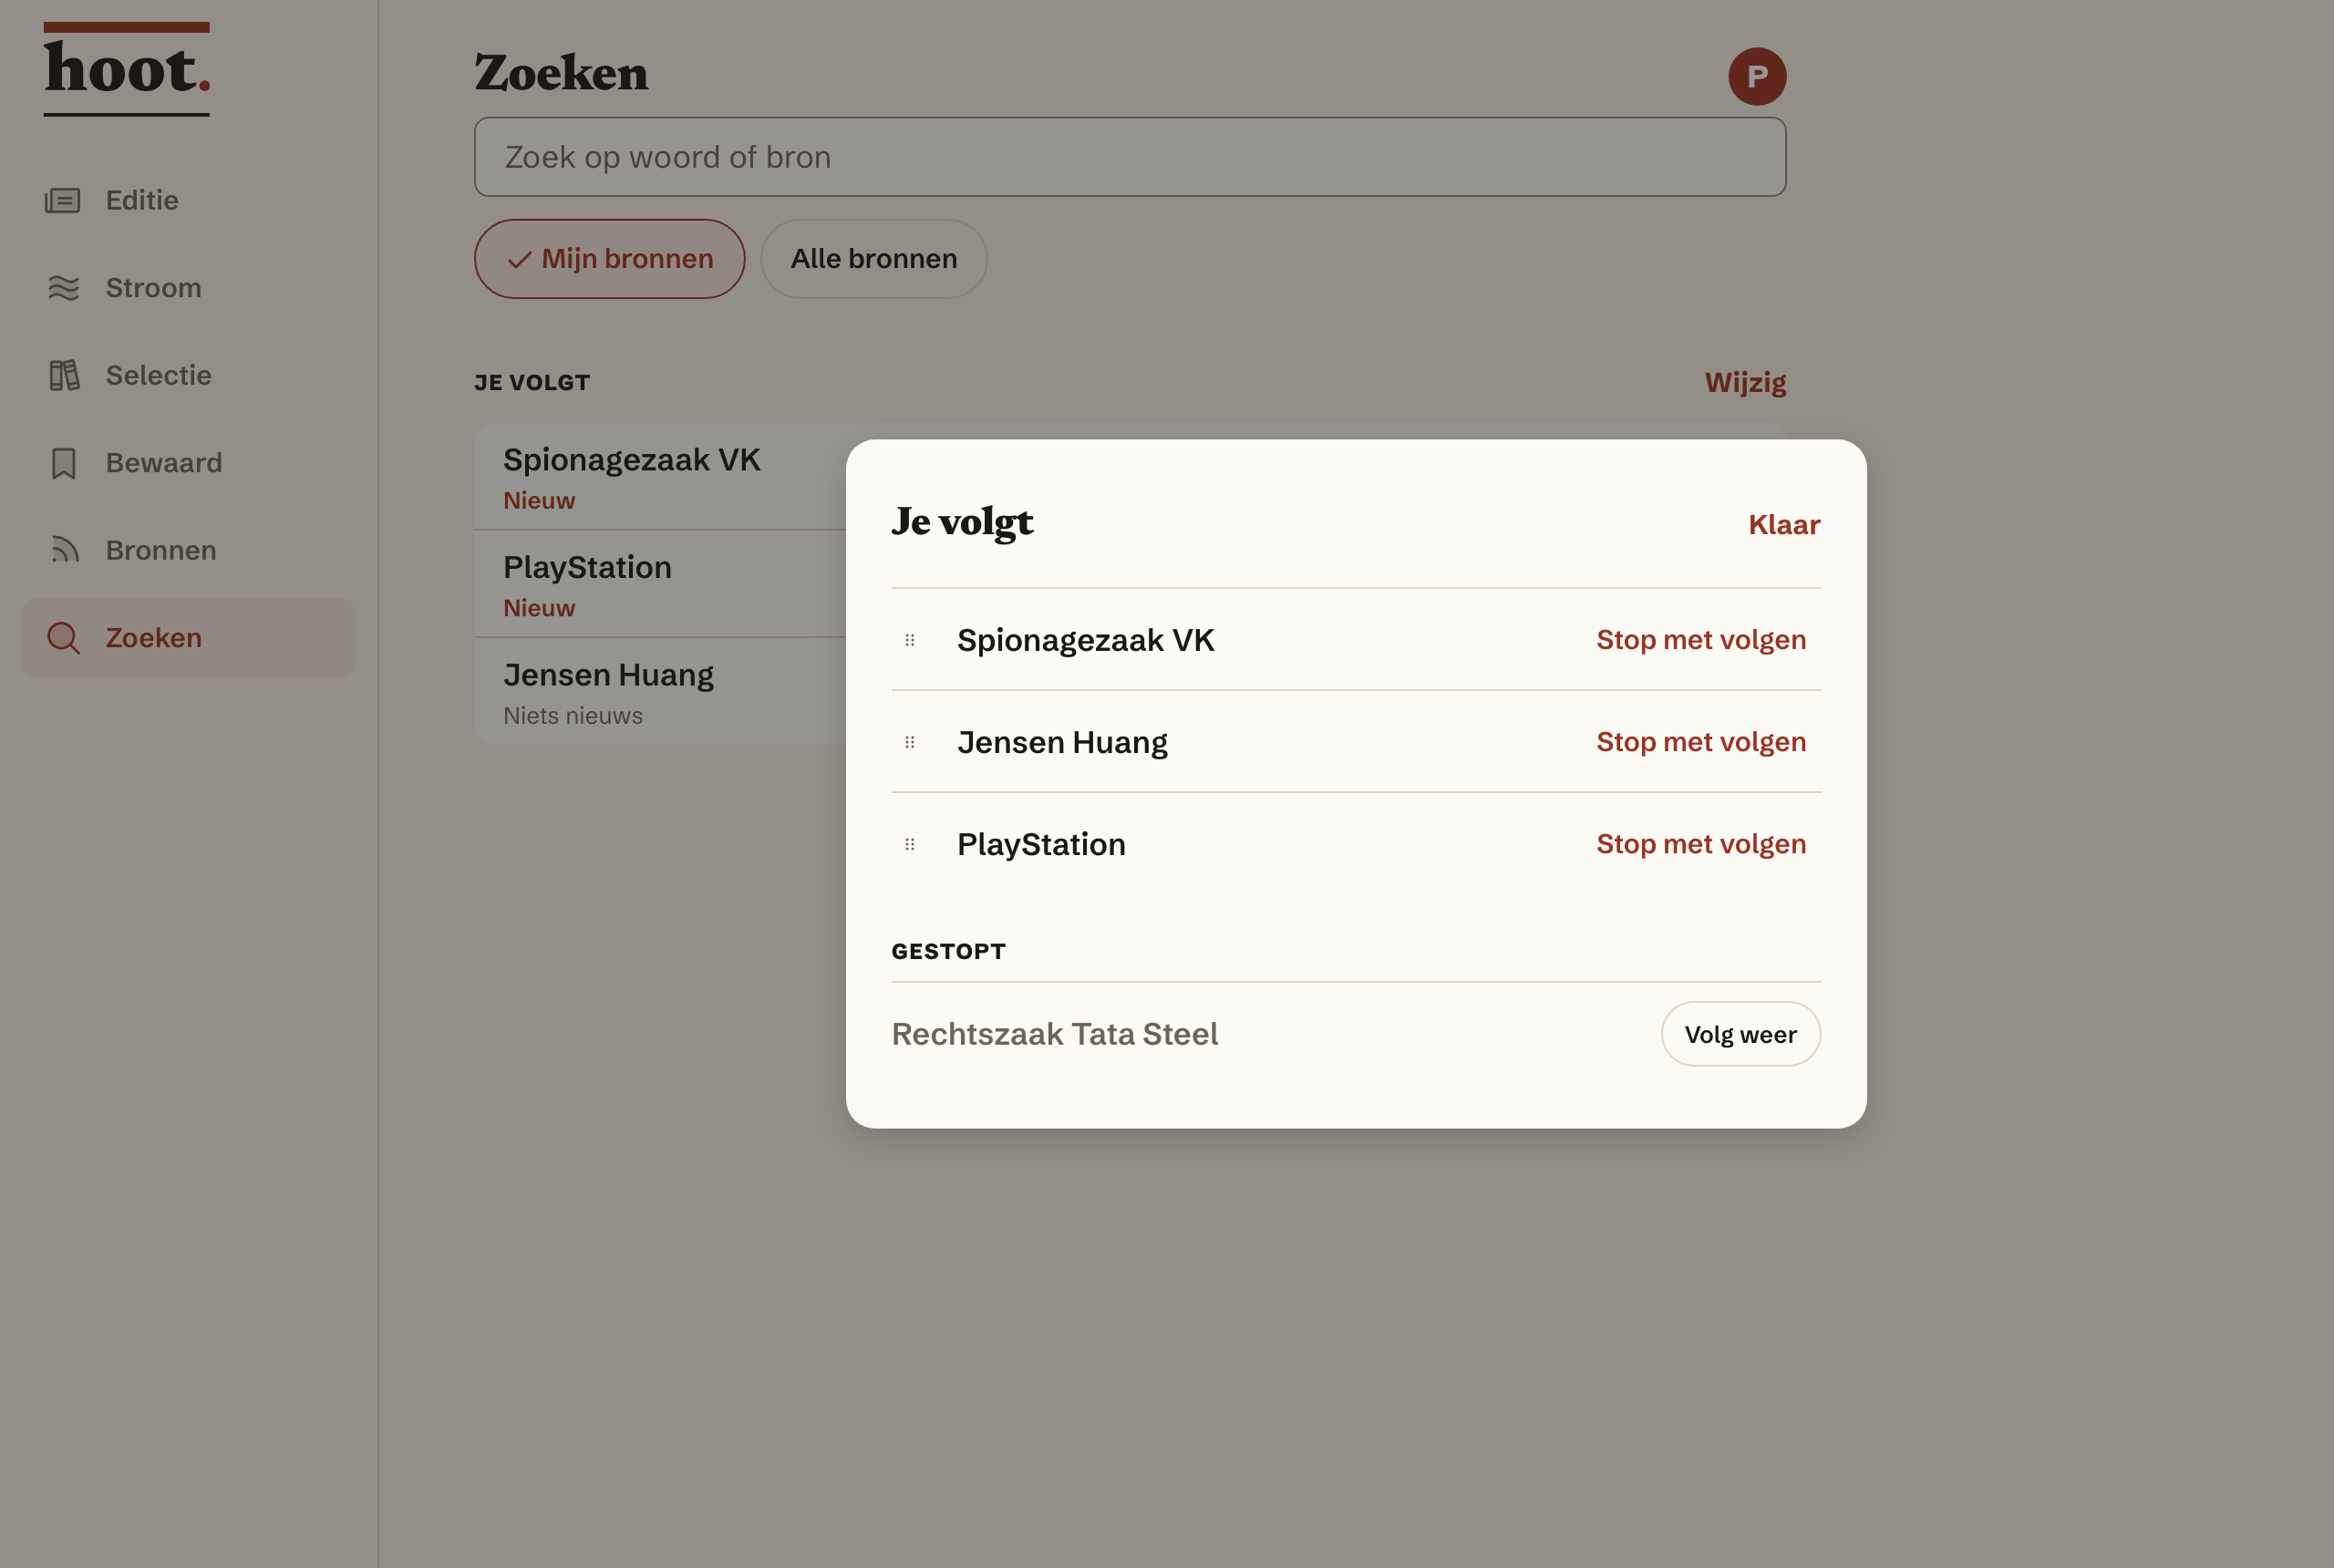 hoot.
Editie
Stroom
Selectie
Bewaard
Bronnen
Zoeken
Zoeken
P
Zoek op woord of bron
Mijn bronnen
Alle bronnen
JE VOLGT
Wijzig
Spionagezaak VK
Nieuw
PlayStation
Nieuw
Jensen Huang
Niets nieuws
Je volgt
Klaar
Spionagezaak VK
Stop met volgen
Jensen Huang
Stop met volgen
PlayStation
Stop met volgen
GESTOPT
Rechtszaak Tata Steel
Volg weer